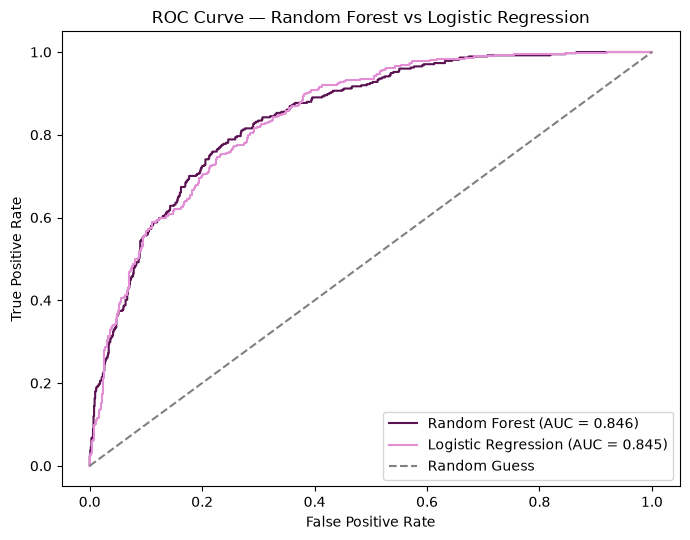 ROC Curve — Random Forest vs Logistic Regression
True Positive Rate
1.0
0.8
0.6
0.4
0.2
0.0
Random Forest (AUC = 0.846)
Logistic Regression (AUC = 0.845)
Random Guess
0.0 0.2 0.4 0.6 0.8 1.0
False Positive Rate